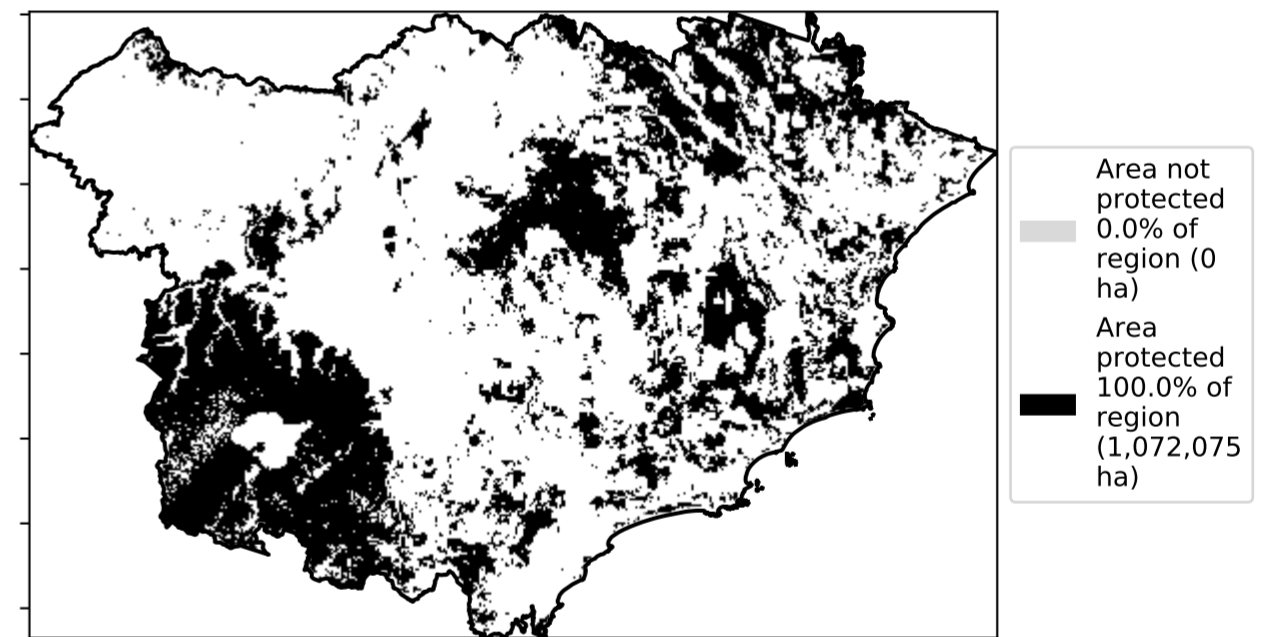 Area not
protected
0.0% of
region (0
ha)
Area
protected
100.0% of
region
(1,072,075
ha)